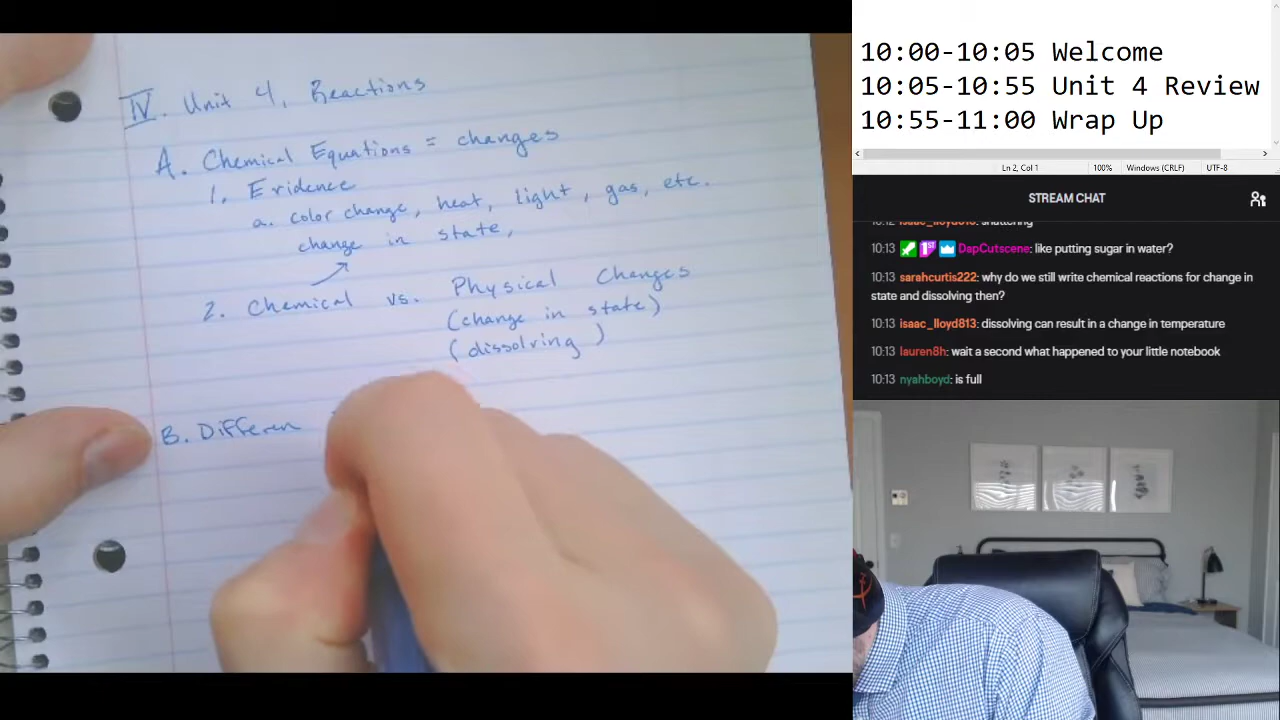 IV. Unit 4, Reactions
A. Chemical Equations = changes
1, Evidence
a. color change, heat, light, gas, etc.
change in state,
2. Chemical vs. Physical Changes
(change in state)
(dissolving)
B. Differen
10:00-10:05 Welcome
10:05-10:55 Unit 4 Review
10:55-11:00 Wrap Up
Ln 2, Col 1 100% Windows (CRLF) UTF-8
STREAM CHAT
10:12 isaac_lloyd813: shattering
10:13 DapCutscene: like putting sugar in water?
10:13 sarahcurtis222: why do we still write chemical reactions for change in
state and dissolving then?
10:13 isaac_lloyd813: dissolving can result in a change in temperature
10:13 lauren8h: wait a second what happened to your little notebook
10:13 nyahboyd: is full